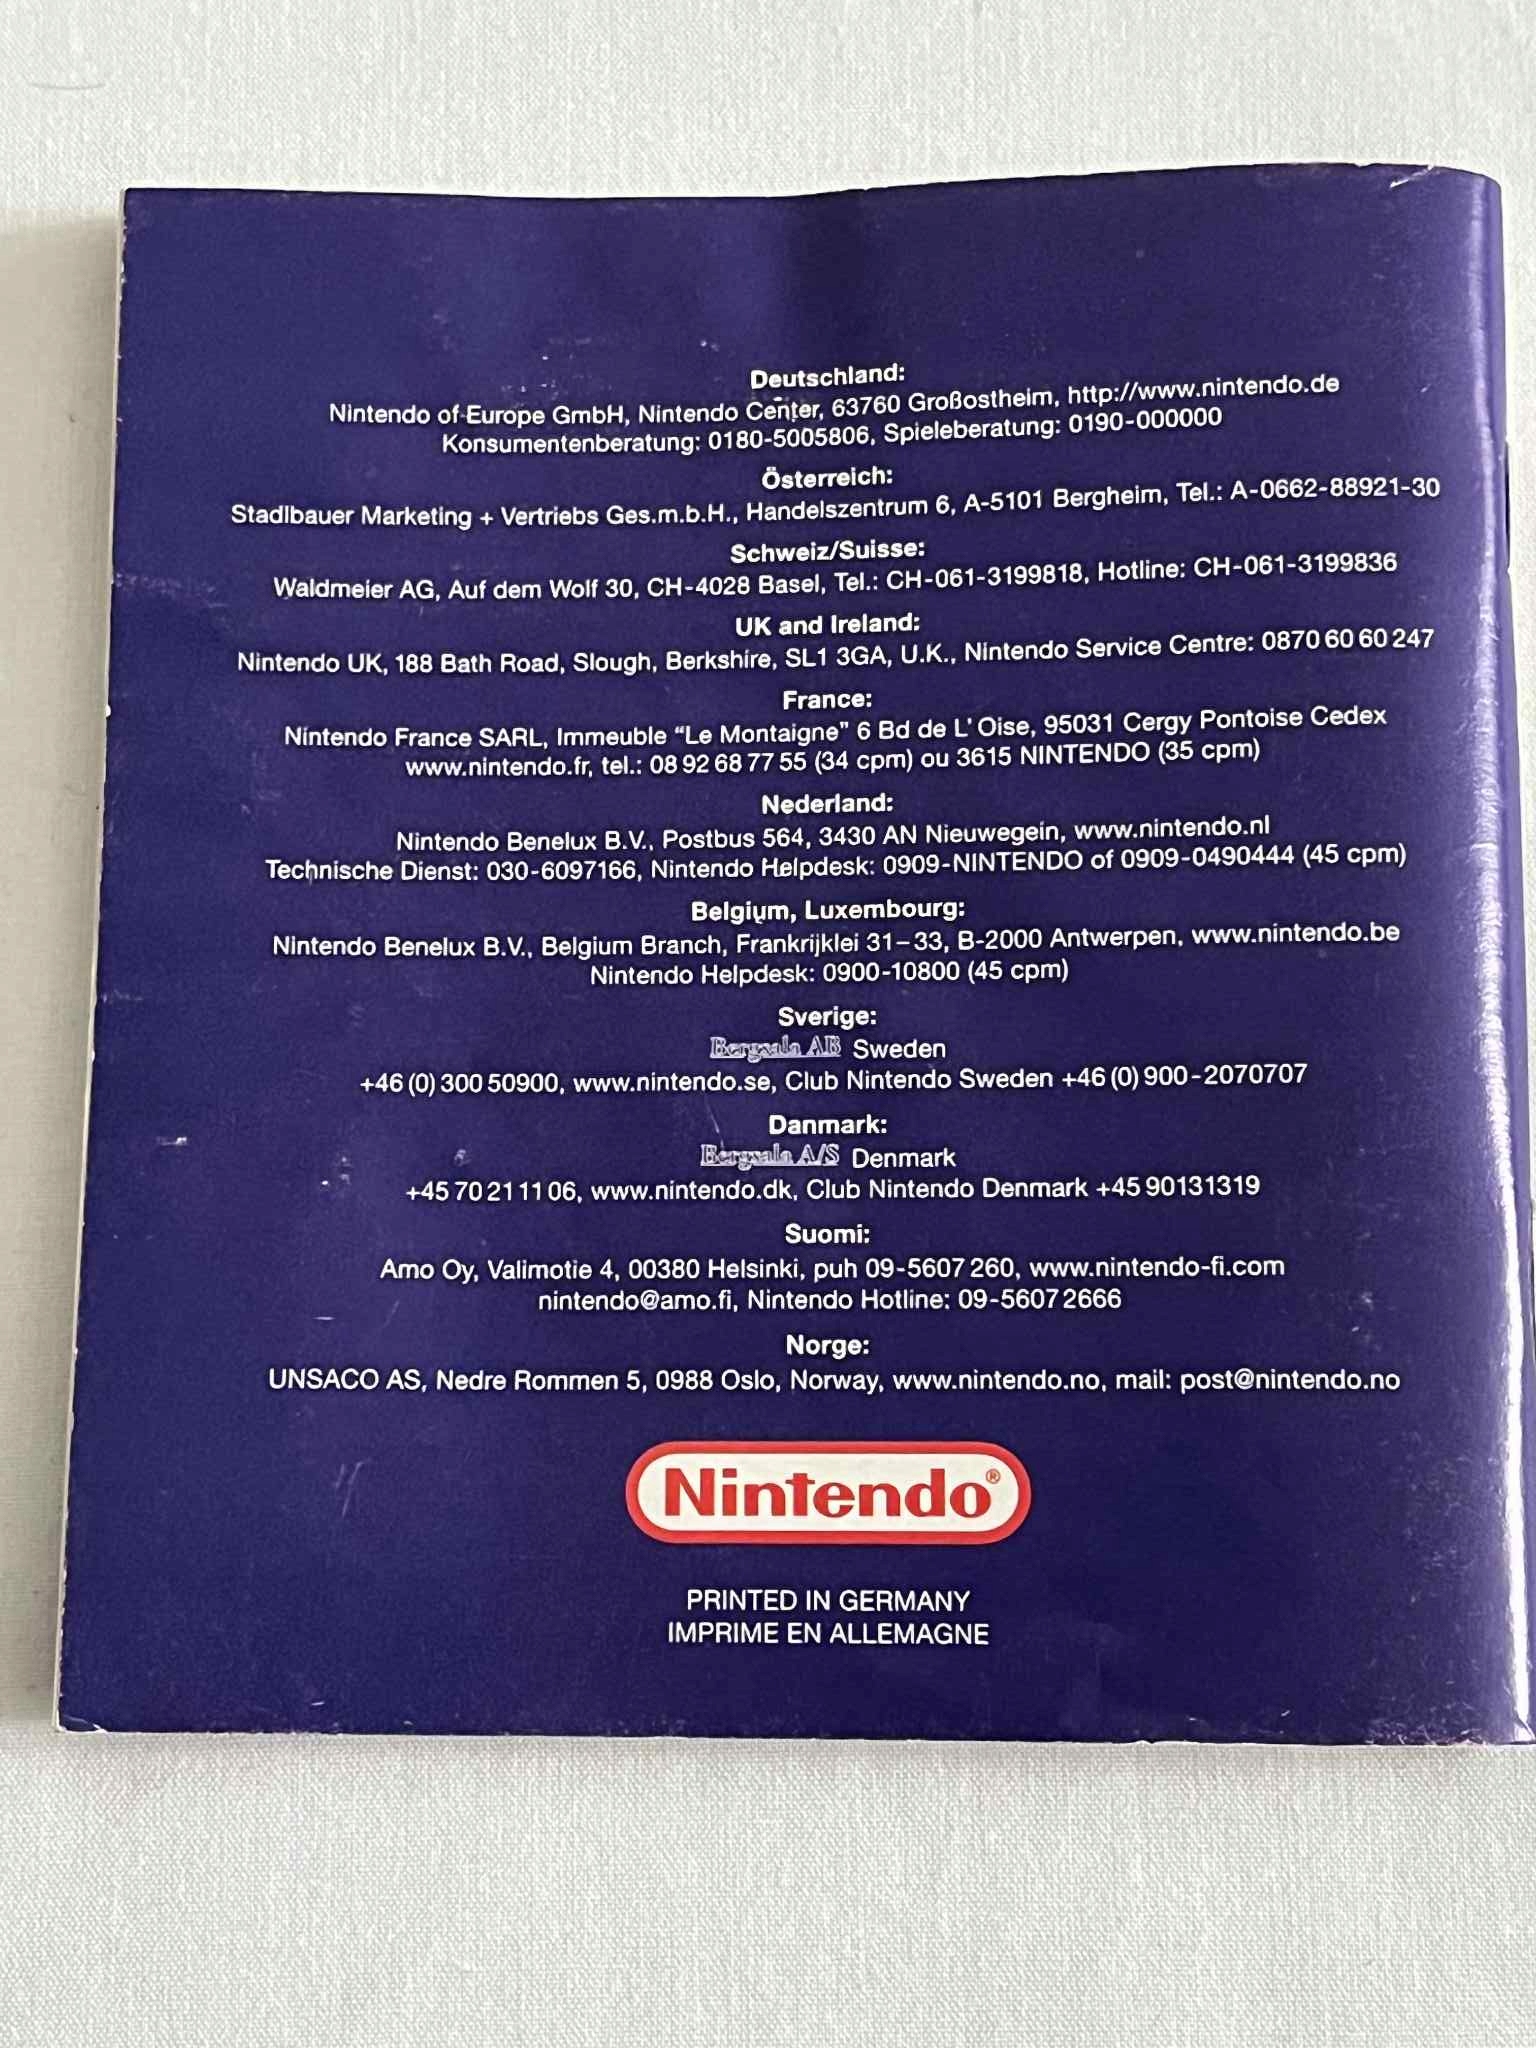 Deutschland:
Nintendo of Europe GmbH, Nintendo Center, 63760 Großostheim, http://www.nintendo.de
Konsumentenberatung: 0180-5005806, Spieleberatung: 0190-000000
Österreich:
Stadlbauer Marketing + Vertriebs Ges.m.b.H., Handelszentrum 6, A-5101 Bergheim, Tel.: A-0662-88921-30
Schweiz/Suisse:
Waldmeier AG, Auf dem Wolf 30, CH-4028 Basel, Tel.: CH-061-3199818, Hotline: CH-061-3199836
UK and Ireland:
Nintendo UK, 188 Bath Road, Slough, Berkshire, SL1 3GA, U.K., Nintendo Service Centre: 0870 60 60 247
France:
Nintendo France SARL, Immeuble “Le Montaigne” 6 Bd de L' Oise, 95031 Cergy Pontoise Cedex
www.nintendo.fr, tel.: 08 92 68 77 55 (34 cpm) ou 3615 NINTENDO (35 cpm)
Nederland:
Nintendo Benelux B.V., Postbus 564, 3430 AN Nieuwegein, www.nintendo.nl
Technische Dienst: 030-6097166, Nintendo Helpdesk: 0909-NINTENDO of 0909-0490444 (45 cpm)
Belgium, Luxembourg:
Nintendo Benelux B.V., Belgium Branch, Frankrijklei 31–33, B-2000 Antwerpen, www.nintendo.be
Nintendo Helpdesk: 0900-10800 (45 cpm)
Sverige:
Bergsala AB Sweden
+46 (0) 300 50900, www.nintendo.se, Club Nintendo Sweden +46 (0) 900-2070707
Danmark:
Bergsala A/S Denmark
+45 70 21 11 06, www.nintendo.dk, Club Nintendo Denmark +45 90131319
Suomi:
Amo Oy, Valimotie 4, 00380 Helsinki, puh 09-5607 260, www.nintendo-fi.com
nintendo@amo.fi, Nintendo Hotline: 09-5607 2666
Norge:
UNSACO AS, Nedre Rommen 5, 0988 Oslo, Norway, www.nintendo.no, mail: post@nintendo.no
Nintendo®
PRINTED IN GERMANY
IMPRIME EN ALLEMAGNE